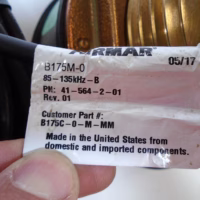 AIRMAR
B175M-0 05/17
85-135kHz-B
PN: 41-564-2-01
Rev. 01
Customer Part #:
B175C-0-M-MM
Made in the United States from
domestic and imported components.